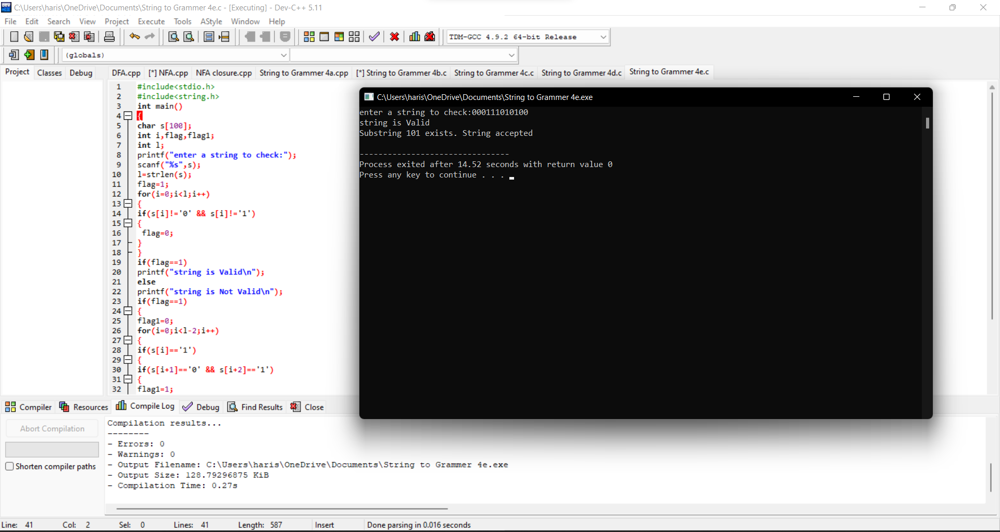 C:\Users\haris\OneDrive\Documents\String to Grammer 4e.c - [Executing] - Dev-C++ 5.11
File Edit Search View Project Execute Tools AStyle Window Help
TDM-GCC 4.9.2 64-bit Release
(globals)
Project Classes Debug DFA.cpp [*] NFA.cpp NFA closure.cpp String to Grammer 4a.cpp [*] String to Grammer 4b.c String to Grammer 4c.c String to Grammer 4d.c String to Grammer 4e.c
1 #include<stdio.h>
2 #include<string.h>
3 int main()
4 {
5 char s[100];
6 int i,flag,flag1;
7 int l;
8 printf("enter a string to check:");
9 scanf("%s",s);
10 l=strlen(s);
11 flag=1;
12 for(i=0;i<l;i++)
13 {
14 if(s[i]!='0' && s[i]!='1')
15 {
16 flag=0;
17 }
18 }
19 if(flag==1)
20 printf("string is Valid\n");
21 else
22 printf("string is Not Valid\n");
23 if(flag==1)
24 {
25 flag1=0;
26 for(i=0;i<l-2;i++)
27 {
28 if(s[i]=='1')
29 {
30 if(s[i+1]=='0' && s[i+2]=='1')
31 {
32 flag1=1;
C:\Users\haris\OneDrive\Documents\String to Grammer 4e.exe
enter a string to check:000111010100
string is Valid
Substring 101 exists. String accepted
--------------------------------
Process exited after 14.52 seconds with return value 0
Press any key to continue . . .
Compiler Resources Compile Log Debug Find Results Close
Abort Compilation
Shorten compiler paths
Compilation results...
--------
- Errors: 0
- Warnings: 0
- Output Filename: C:\Users\haris\OneDrive\Documents\String to Grammer 4e.exe
- Output Size: 128.79296875 KiB
- Compilation Time: 0.27s
Line: 41 Col: 2 Sel: 0 Lines: 41 Length: 587 Insert Done parsing in 0.016 seconds